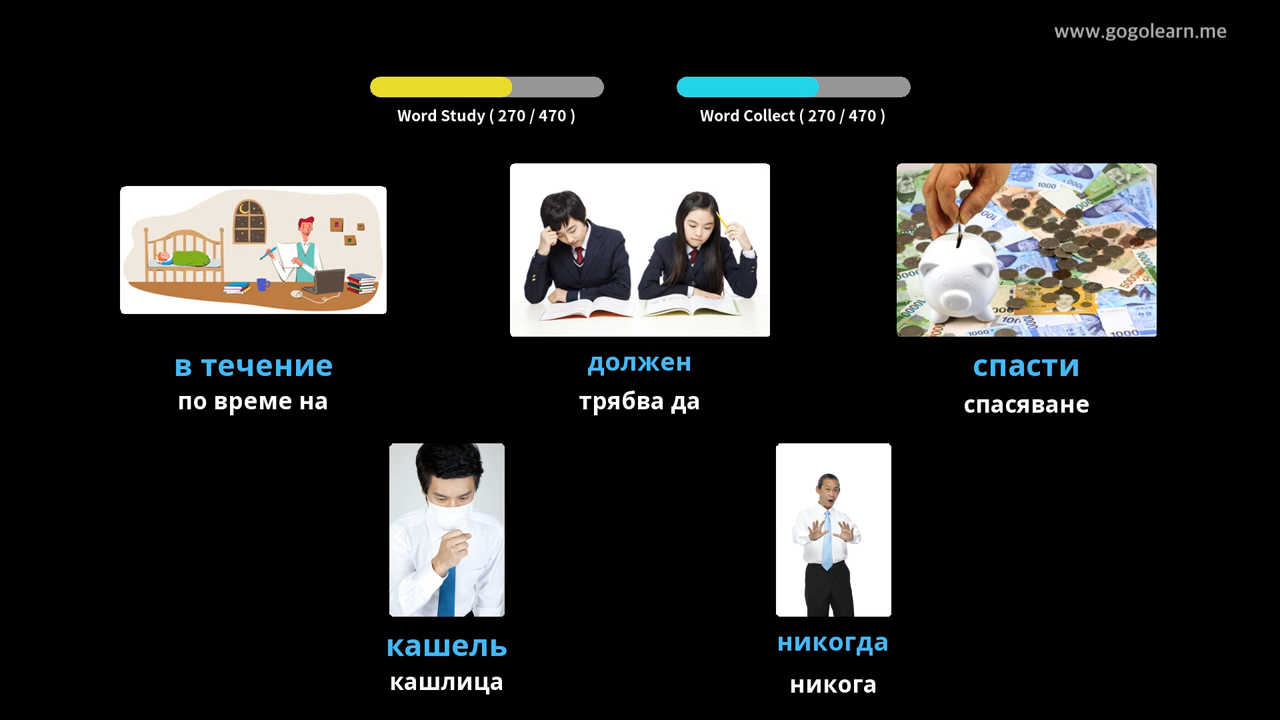 www.gogolearn.me
Word Study ( 270 / 470 )
Word Collect ( 270 / 470 )
в течение
по време на
должен
трябва да
спасти
спасяване
кашель
кашлица
никогда
никога